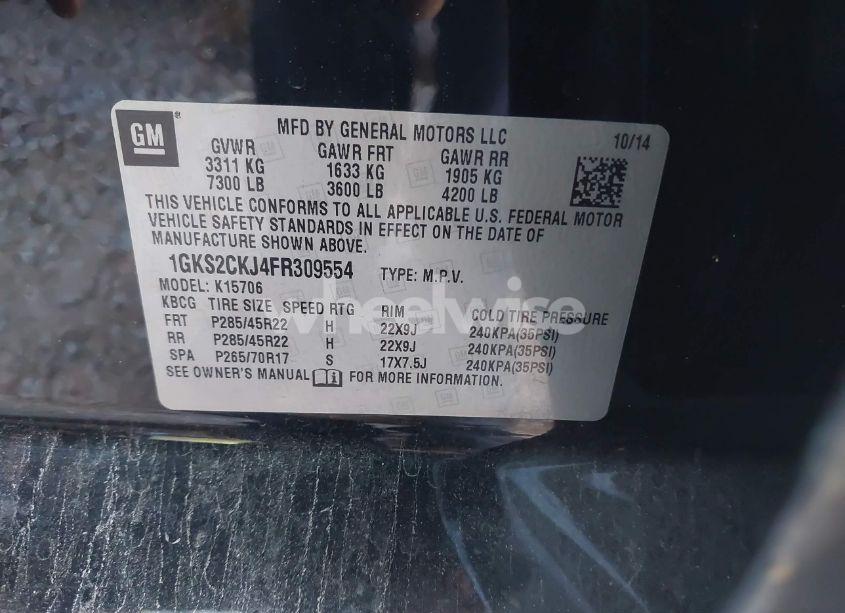 GM ® MFD BY GENERAL MOTORS LLC 10/14
GVWR GAWR FRT GAWR RR
3311 KG 1633 KG 1905 KG
7300 LB 3600 LB 4200 LB
THIS VEHICLE CONFORMS TO ALL APPLICABLE U.S. FEDERAL MOTOR
VEHICLE SAFETY STANDARDS IN EFFECT ON THE DATE OF
MANUFACTURE SHOWN ABOVE.
1GKS2CKJ4FR309554 TYPE: M.P.V.
MODEL: K15706
wheelwise
KBCG TIRE SIZE SPEED RTG RIM COLD TIRE PRESSURE
FRT P285/45R22 H 22X9J 240KPA(35PSI)
RR P285/45R22 H 22X9J 240KPA(35PSI)
SPA P265/70R17 S 17X7.5J 240KPA(35PSI)
SEE OWNER'S MANUAL FOR MORE INFORMATION.